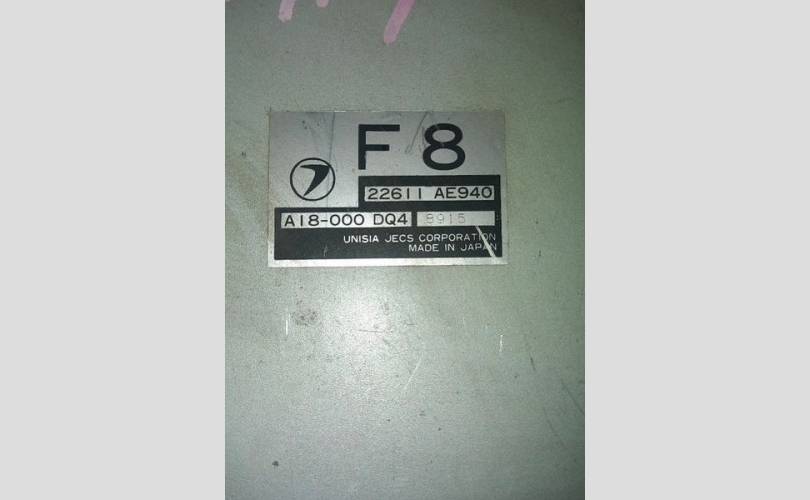 F 8
22611 AE940
A18-000 DQ4 8915
UNISIA JECS CORPORATION
MADE IN JAPAN